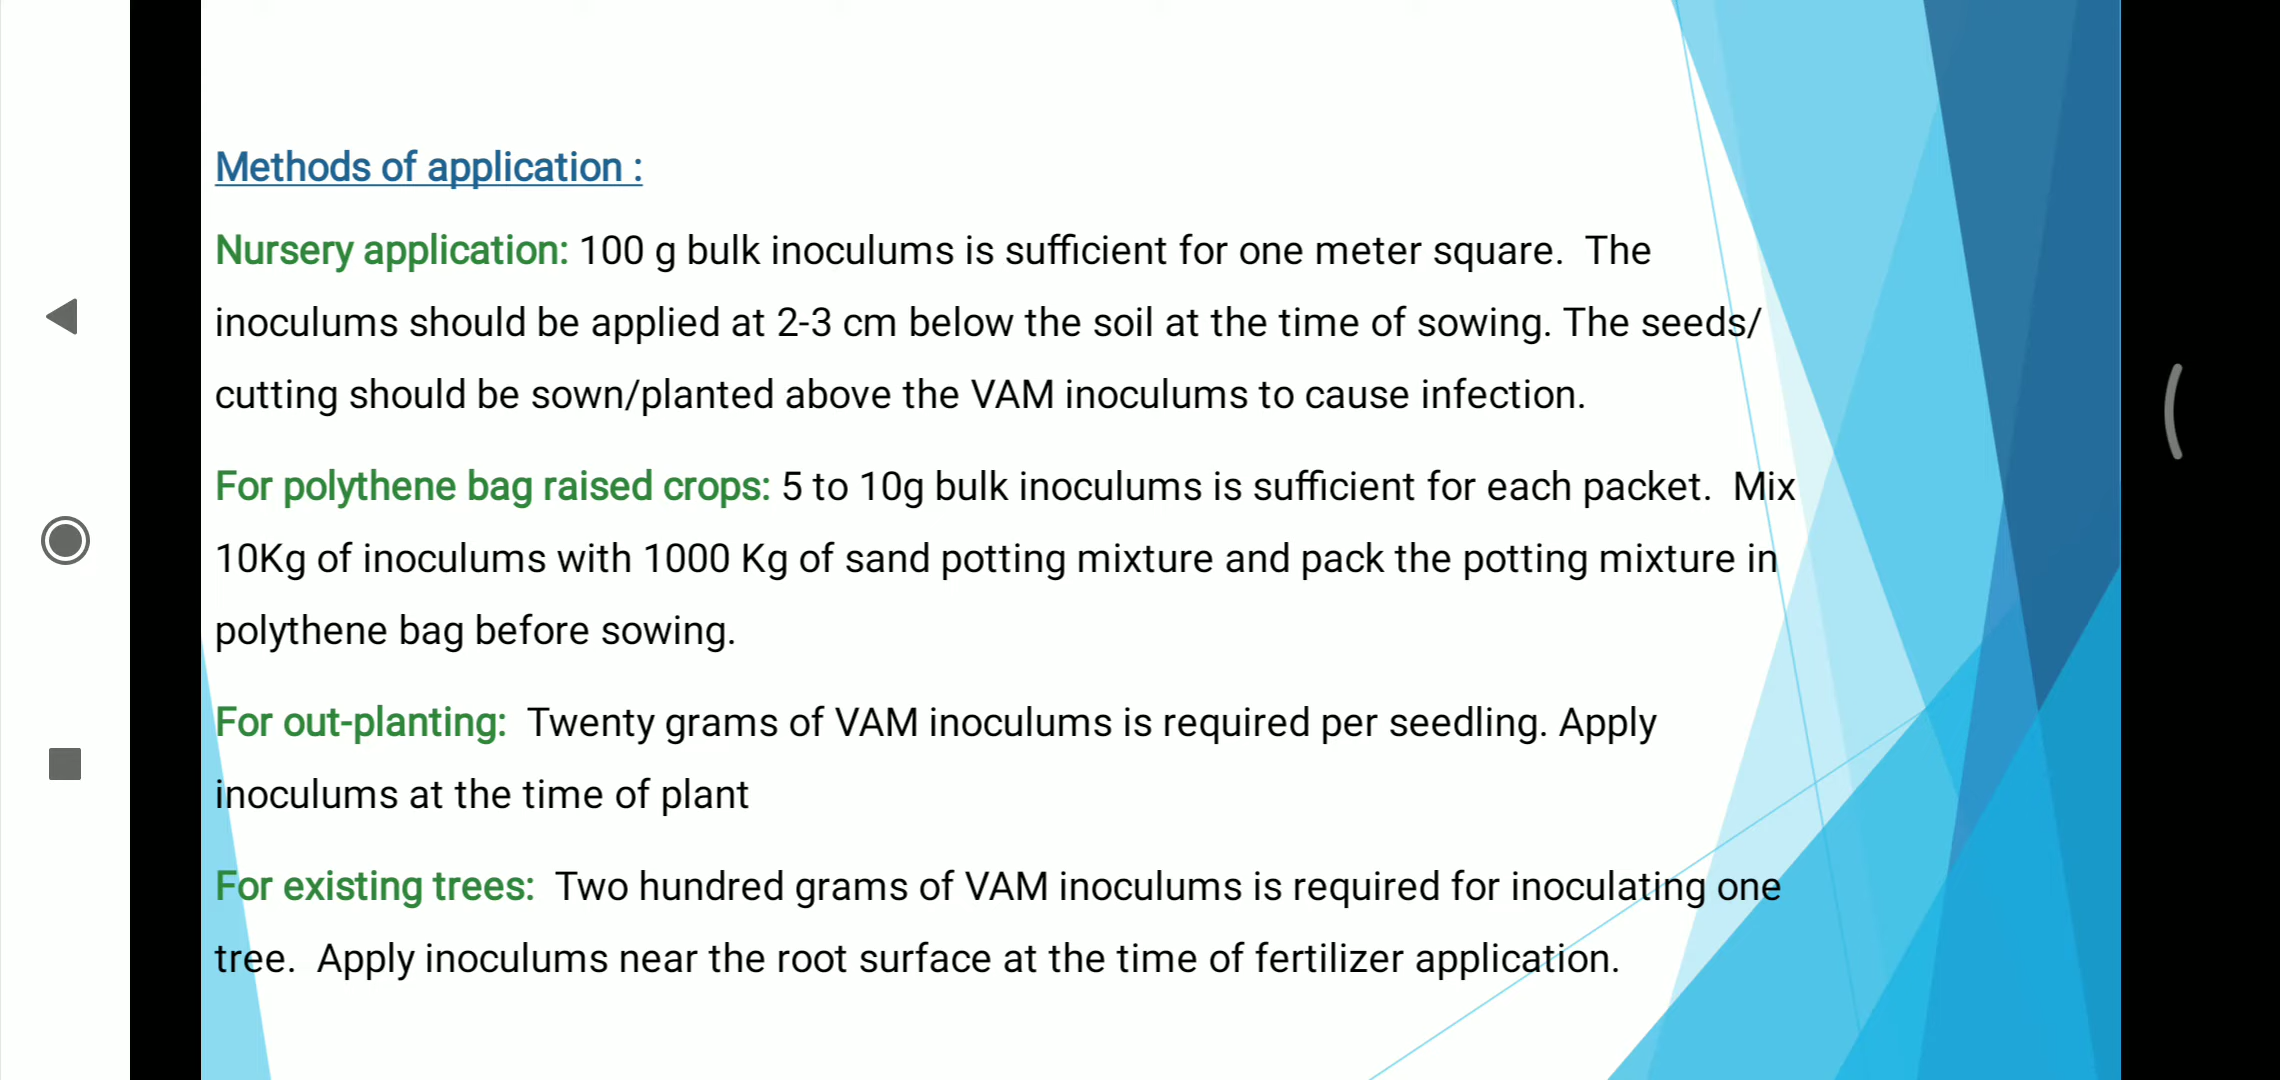 Methods of application :
Nursery application: 100 g bulk inoculums is sufficient for one meter square. The
inoculums should be applied at 2-3 cm below the soil at the time of sowing. The seeds/
cutting should be sown/planted above the VAM inoculums to cause infection.
For polythene bag raised crops: 5 to 10g bulk inoculums is sufficient for each packet. Mix
10Kg of inoculums with 1000 Kg of sand potting mixture and pack the potting mixture in
polythene bag before sowing.
For out-planting: Twenty grams of VAM inoculums is required per seedling. Apply
inoculums at the time of plant
For existing trees: Two hundred grams of VAM inoculums is required for inoculating one
tree. Apply inoculums near the root surface at the time of fertilizer application.